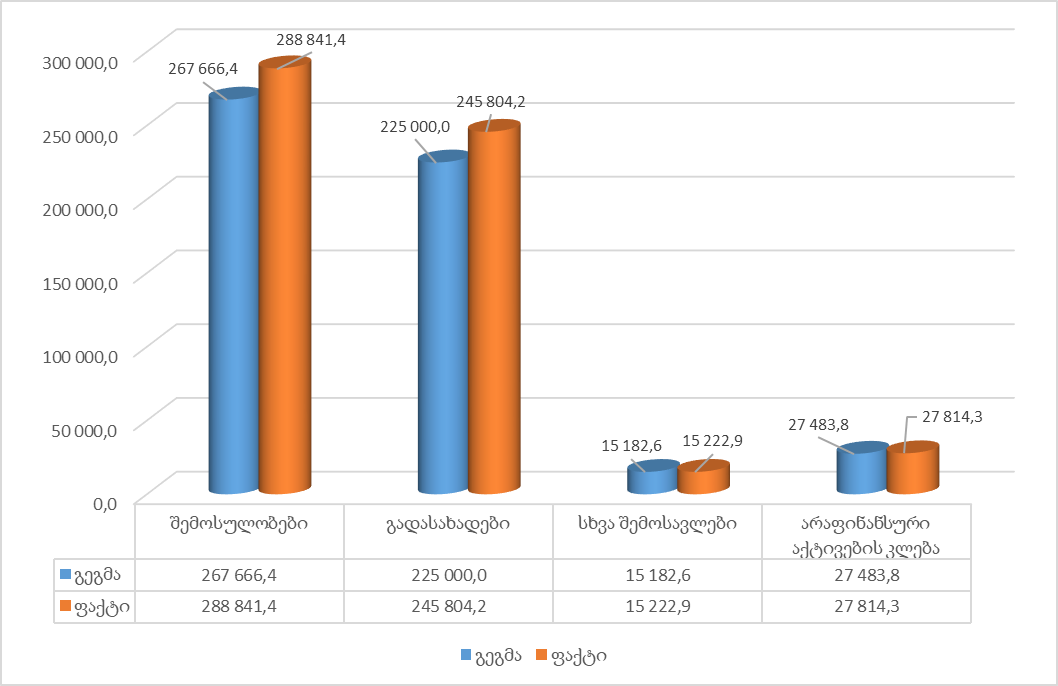 288 841,4
300 000,0
267 666,4
245 804,2
250 000,0
225 000,0
200 000,0
150 000,0
100 000,0
50 000,0
15 182,6
15 222,9
27 483,8
27 814,3
0,0
შემოსულობები
გადასახადები
სხვა შემოსავლები
არაფინანსური
აქტივების კლება
გეგმა 267 666,4 225 000,0 15 182,6 27 483,8
ფაქტი 288 841,4 245 804,2 15 222,9 27 814,3
გეგმა ფაქტი